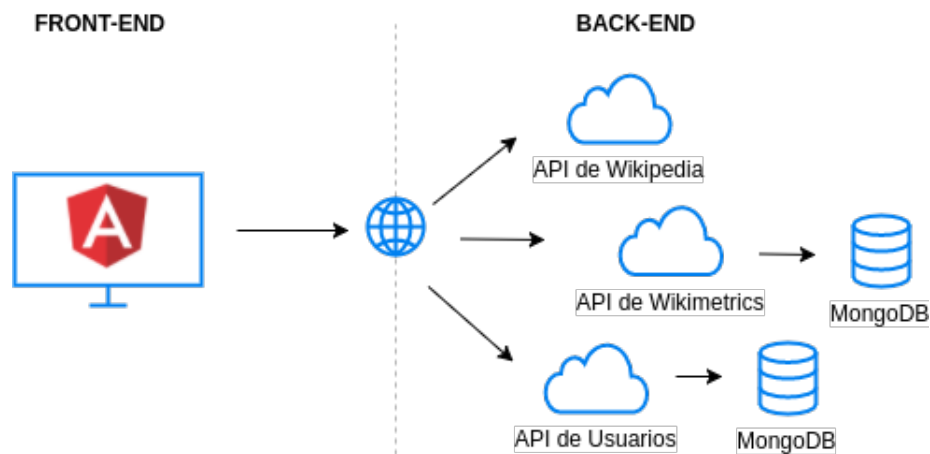 FRONT-END
BACK-END
A
API de Wikipedia
API de Wikimetrics
MongoDB
API de Usuarios
MongoDB